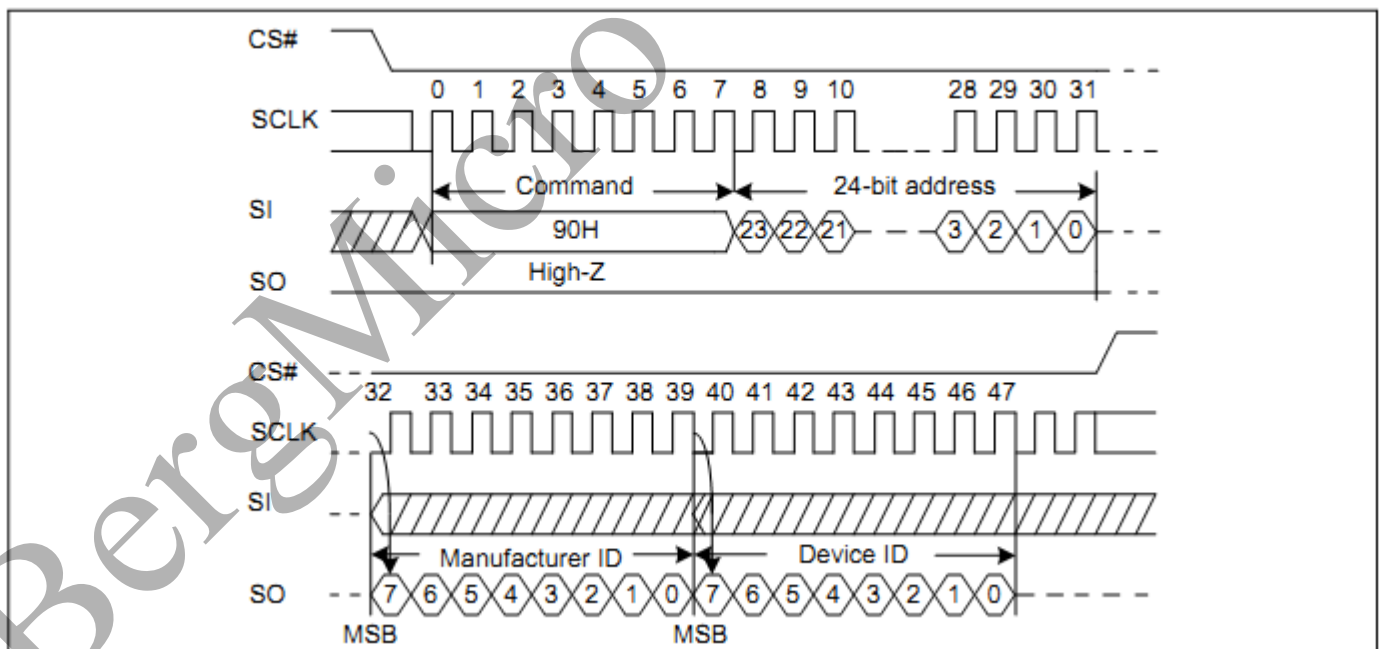 CS#
0 1 2 3 4 5 6 7 8 9 10 28 29 30 31
SCLK
Command 24-bit address
SI
90H 23 22 21 3 2 1 0
High-Z
SO
CS#
32 33 34 35 36 37 38 39 40 41 42 43 44 45 46 47
SCLK
SI
Manufacturer ID Device ID
SO 7 6 5 4 3 2 1 0 7 6 5 4 3 2 1 0
MSB MSB
BergMicro